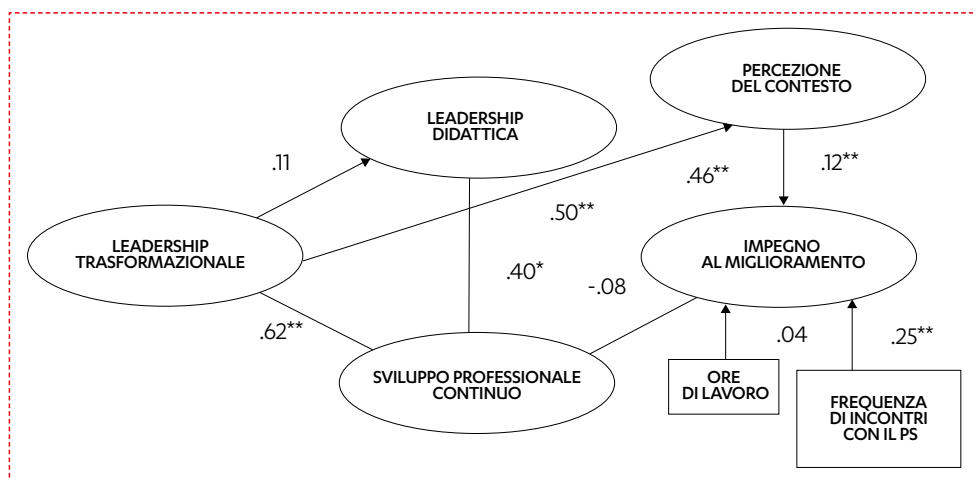 PERCEZIONE
DEL CONTESTO
LEADERSHIP
DIDATTICA
.11
.46**
.12**
.50**
LEADERSHIP
TRASFORMAZIONALE
IMPEGNO
AL MIGLIORAMENTO
.40*
-.08
.62**
.04
.25**
SVILUPPO PROFESSIONALE
CONTINUO
ORE
DI LAVORO
FREQUENZA
DI INCONTRI
CON IL PS